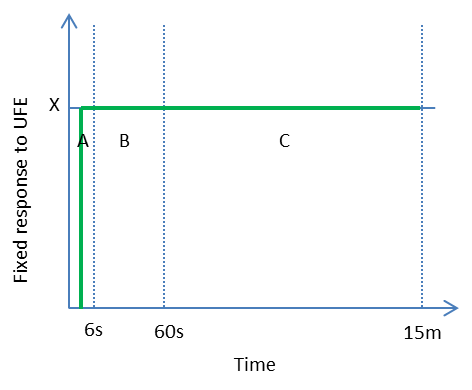 Fixed response to UFE
X
A
B
C
6s
60s
15m
Time